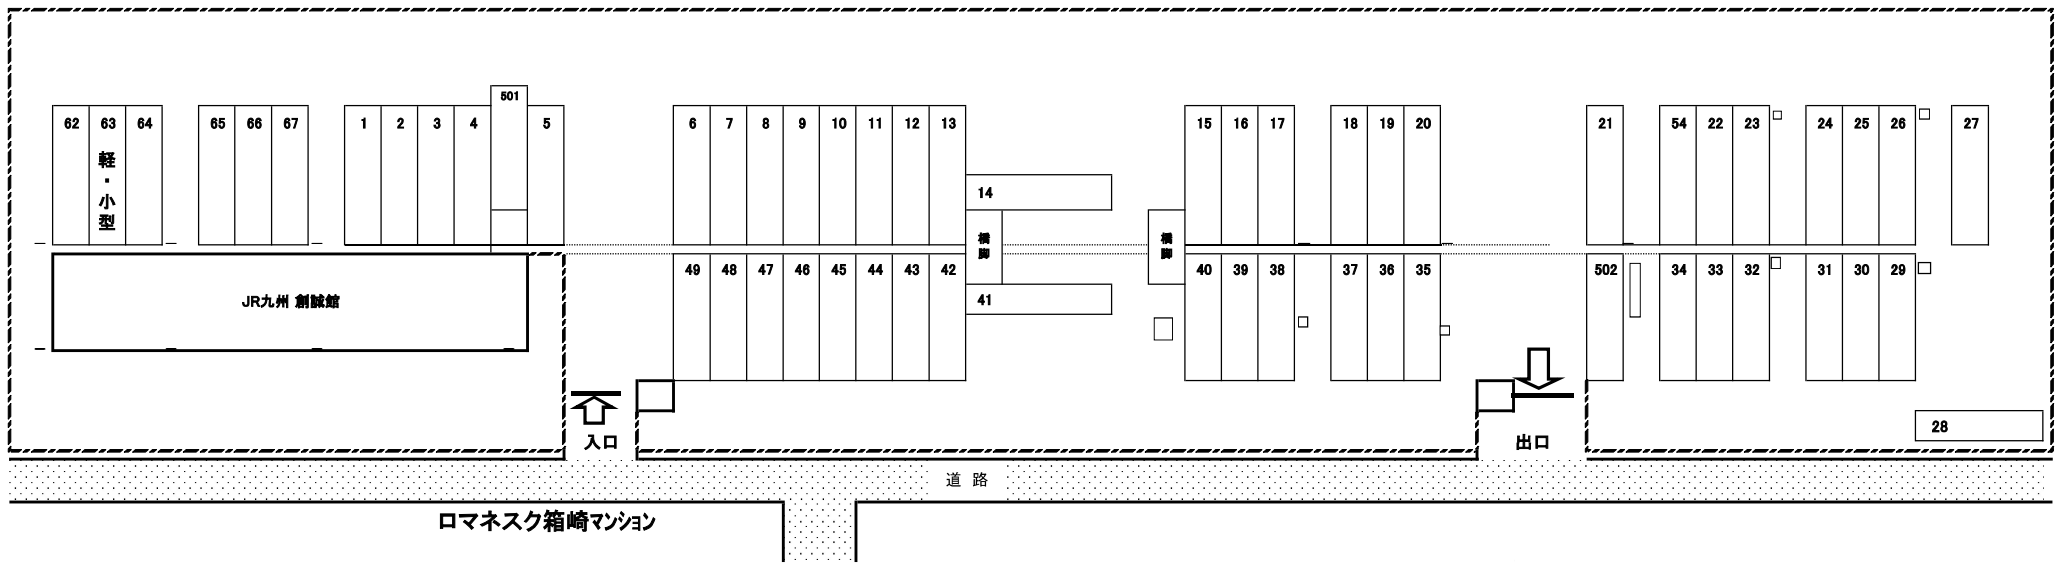 501
62 63 64 65 66 67 1 2 3 4 5 6 7 8 9 10 11 12 13 15 16 17 18 19 20 21 54 22 23 24 25 26 27
軽・小型
14
橋脚 橋脚
49 48 47 46 45 44 43 42 40 39 38 37 36 35 502 34 33 32 31 30 29
JR九州 創誠館
41
28
入口 出口
道 路
ロマネスク箱崎マンション